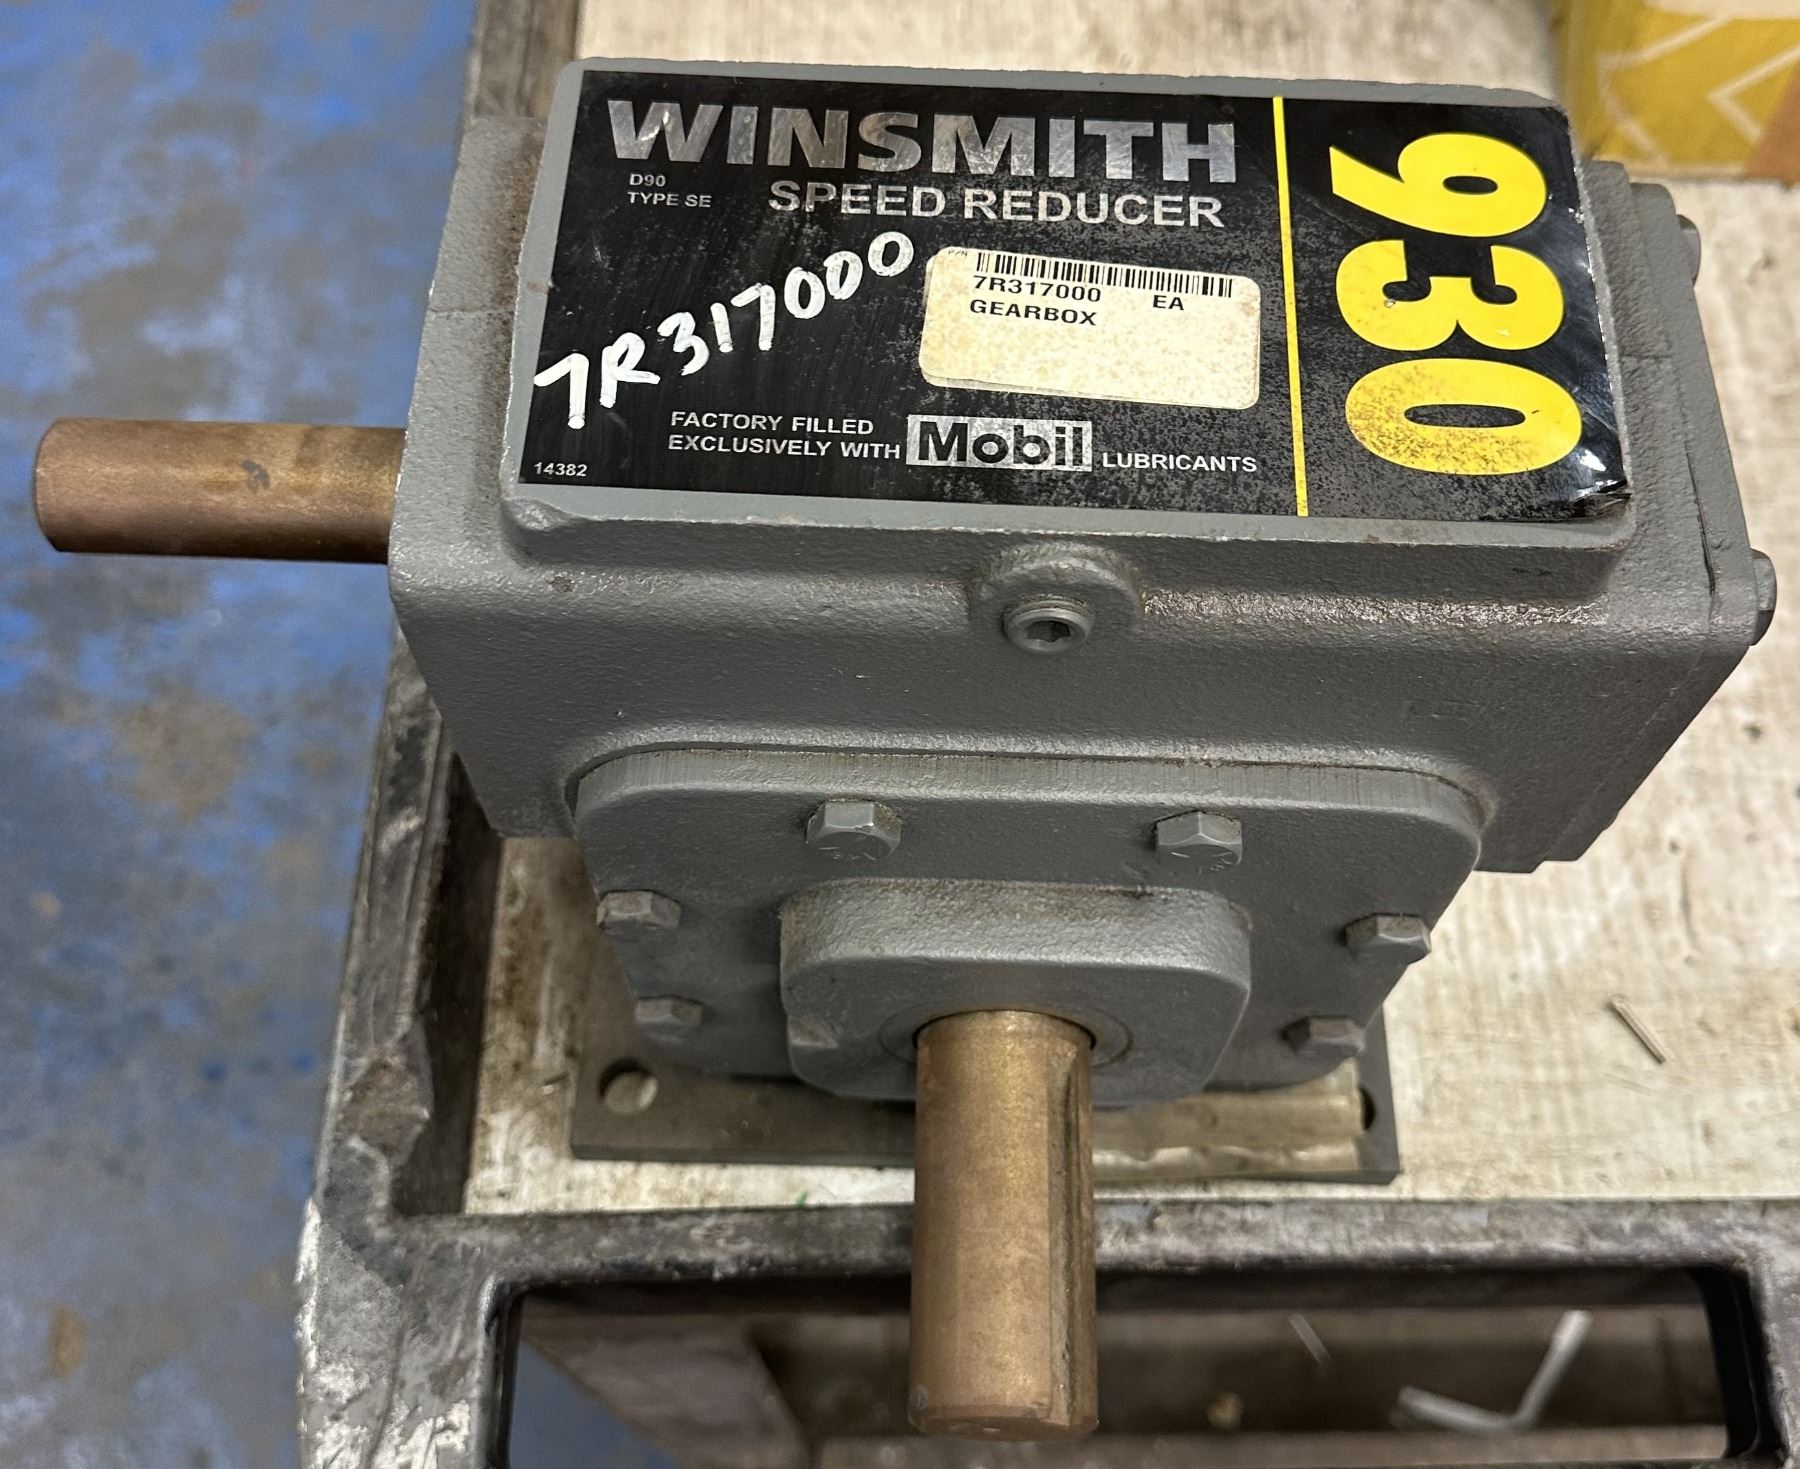 WINSMITH
D90
TYPE SE
SPEED REDUCER
930
7R317000
P/N
7R317000 EA
GEARBOX
FACTORY FILLED
EXCLUSIVELY WITH Mobil LUBRICANTS
14382